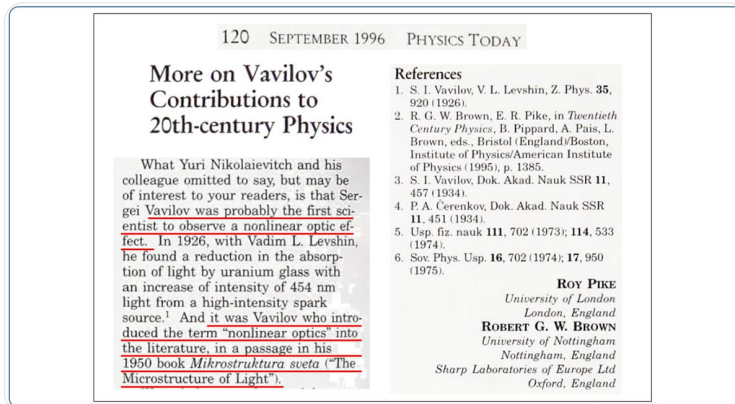 120 SEPTEMBER 1996 PHYSICS TODAY
More on Vavilov's
Contributions to
20th-century Physics
What Yuri Nikolaievitch and his
colleague omitted to say, but may be
of interest to your readers, is that Ser-
gei Vavilov was probably the first sci-
entist to observe a nonlinear optic ef-
fect. In 1926, with Vadim L. Levshin,
he found a reduction in the absorp-
tion of light by uranium glass with
an increase of intensity of 454 nm
light from a high-intensity spark
source.¹ And it was Vavilov who intro-
duced the term “nonlinear optics” into
the literature, in a passage in his
1950 book Mikrostruktura sveta (“The
Microstructure of Light”).
References
1. S. I. Vavilov, V. L. Levshin, Z. Phys. 35,
920 (1926).
2. R. G. W. Brown, E. R. Pike, in Twentieth
Century Physics, B. Pippard, A. Pais, L.
Brown, eds., Bristol (England)/Boston,
Institute of Physics/American Institute
of Physics (1995), p. 1385.
3. S. I. Vavilov, Dok. Akad. Nauk SSR 11,
457 (1934).
4. P. A. Čerenkov, Dok. Akad. Nauk SSR
11, 451 (1934).
5. Usp. fiz. nauk 111, 702 (1973); 114, 533
(1974).
6. Sov. Phys. Usp. 16, 702 (1974); 17, 950
(1975).
ROY PIKE
University of London
London, England
ROBERT G. W. BROWN
University of Nottingham
Nottingham, England
Sharp Laboratories of Europe Ltd
Oxford, England